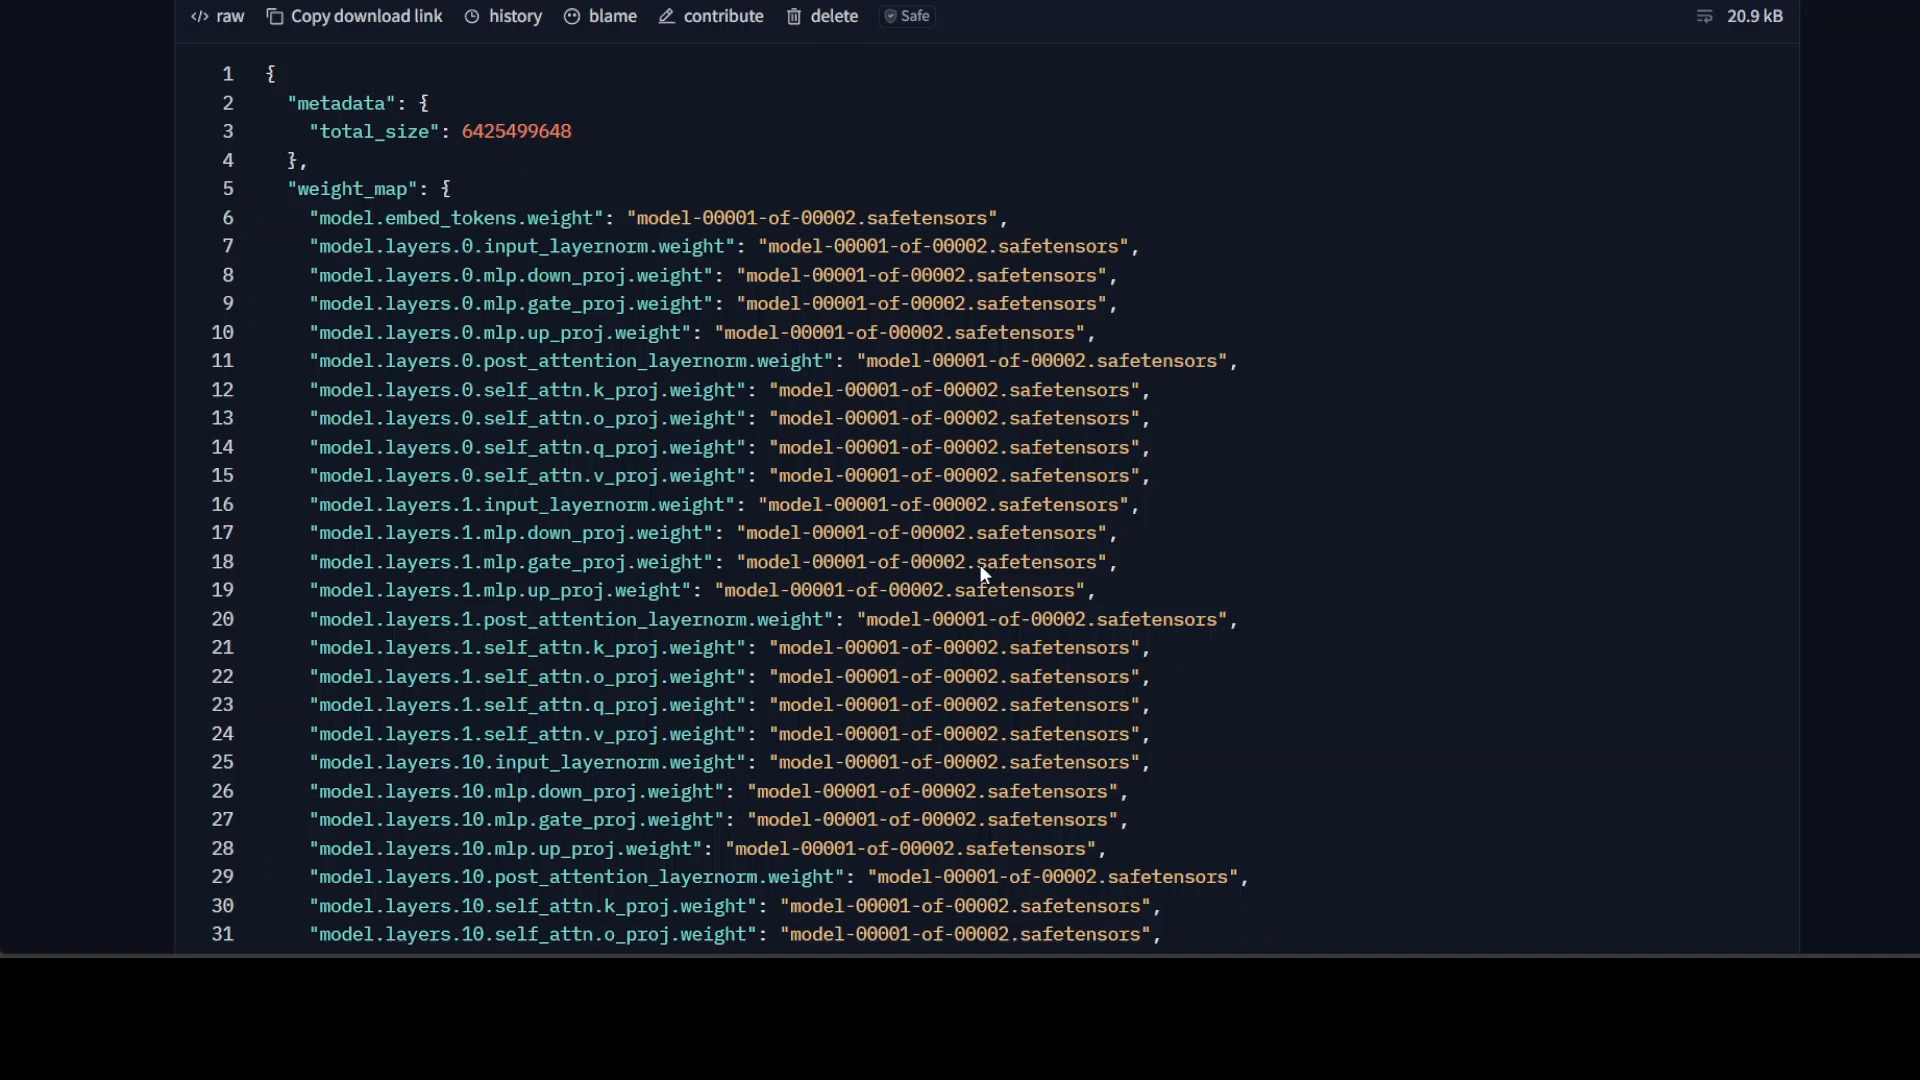 </> raw Copy download link history blame contribute delete Safe 20.9 kB
1 {
2 "metadata": {
3 "total_size": 6425499648
4 },
5 "weight_map": {
6 "model.embed_tokens.weight": "model-00001-of-00002.safetensors",
7 "model.layers.0.input_layernorm.weight": "model-00001-of-00002.safetensors",
8 "model.layers.0.mlp.down_proj.weight": "model-00001-of-00002.safetensors",
9 "model.layers.0.mlp.gate_proj.weight": "model-00001-of-00002.safetensors",
10 "model.layers.0.mlp.up_proj.weight": "model-00001-of-00002.safetensors",
11 "model.layers.0.post_attention_layernorm.weight": "model-00001-of-00002.safetensors",
12 "model.layers.0.self_attn.k_proj.weight": "model-00001-of-00002.safetensors",
13 "model.layers.0.self_attn.o_proj.weight": "model-00001-of-00002.safetensors",
14 "model.layers.0.self_attn.q_proj.weight": "model-00001-of-00002.safetensors",
15 "model.layers.0.self_attn.v_proj.weight": "model-00001-of-00002.safetensors",
16 "model.layers.1.input_layernorm.weight": "model-00001-of-00002.safetensors",
17 "model.layers.1.mlp.down_proj.weight": "model-00001-of-00002.safetensors",
18 "model.layers.1.mlp.gate_proj.weight": "model-00001-of-00002.safetensors",
19 "model.layers.1.mlp.up_proj.weight": "model-00001-of-00002.safetensors",
20 "model.layers.1.post_attention_layernorm.weight": "model-00001-of-00002.safetensors",
21 "model.layers.1.self_attn.k_proj.weight": "model-00001-of-00002.safetensors",
22 "model.layers.1.self_attn.o_proj.weight": "model-00001-of-00002.safetensors",
23 "model.layers.1.self_attn.q_proj.weight": "model-00001-of-00002.safetensors",
24 "model.layers.1.self_attn.v_proj.weight": "model-00001-of-00002.safetensors",
25 "model.layers.10.input_layernorm.weight": "model-00001-of-00002.safetensors",
26 "model.layers.10.mlp.down_proj.weight": "model-00001-of-00002.safetensors",
27 "model.layers.10.mlp.gate_proj.weight": "model-00001-of-00002.safetensors",
28 "model.layers.10.mlp.up_proj.weight": "model-00001-of-00002.safetensors",
29 "model.layers.10.post_attention_layernorm.weight": "model-00001-of-00002.safetensors",
30 "model.layers.10.self_attn.k_proj.weight": "model-00001-of-00002.safetensors",
31 "model.layers.10.self_attn.o_proj.weight": "model-00001-of-00002.safetensors",